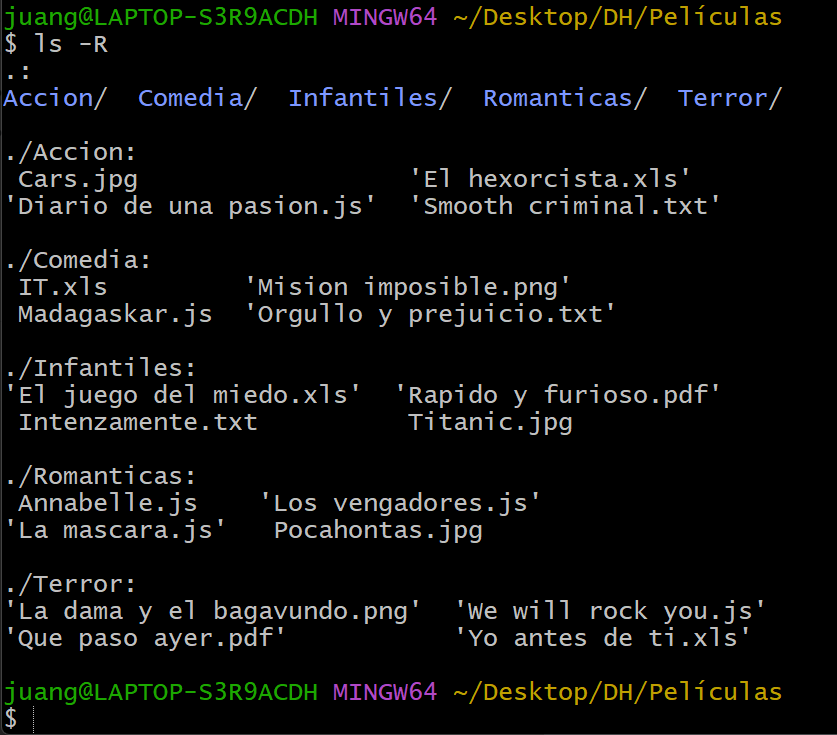 juang@LAPTOP-S3R9ACDH MINGW64 ~/Desktop/DH/Películas
$ ls -R
.:
Accion/  Comedia/  Infantiles/  Romanticas/  Terror/

./Accion:
 Cars.jpg                  'El hexorcista.xls'
'Diario de una pasion.js'  'Smooth criminal.txt'

./Comedia:
 IT.xls         'Mision imposible.png'
 Madagaskar.js  'Orgullo y prejuicio.txt'

./Infantiles:
'El juego del miedo.xls'  'Rapido y furioso.pdf'
 Intenzamente.txt          Titanic.jpg

./Romanticas:
 Annabelle.js    'Los vengadores.js'
'La mascara.js'   Pocahontas.jpg

./Terror:
'La dama y el bagavundo.png'  'We will rock you.js'
'Que paso ayer.pdf'           'Yo antes de ti.xls'

juang@LAPTOP-S3R9ACDH MINGW64 ~/Desktop/DH/Películas
$